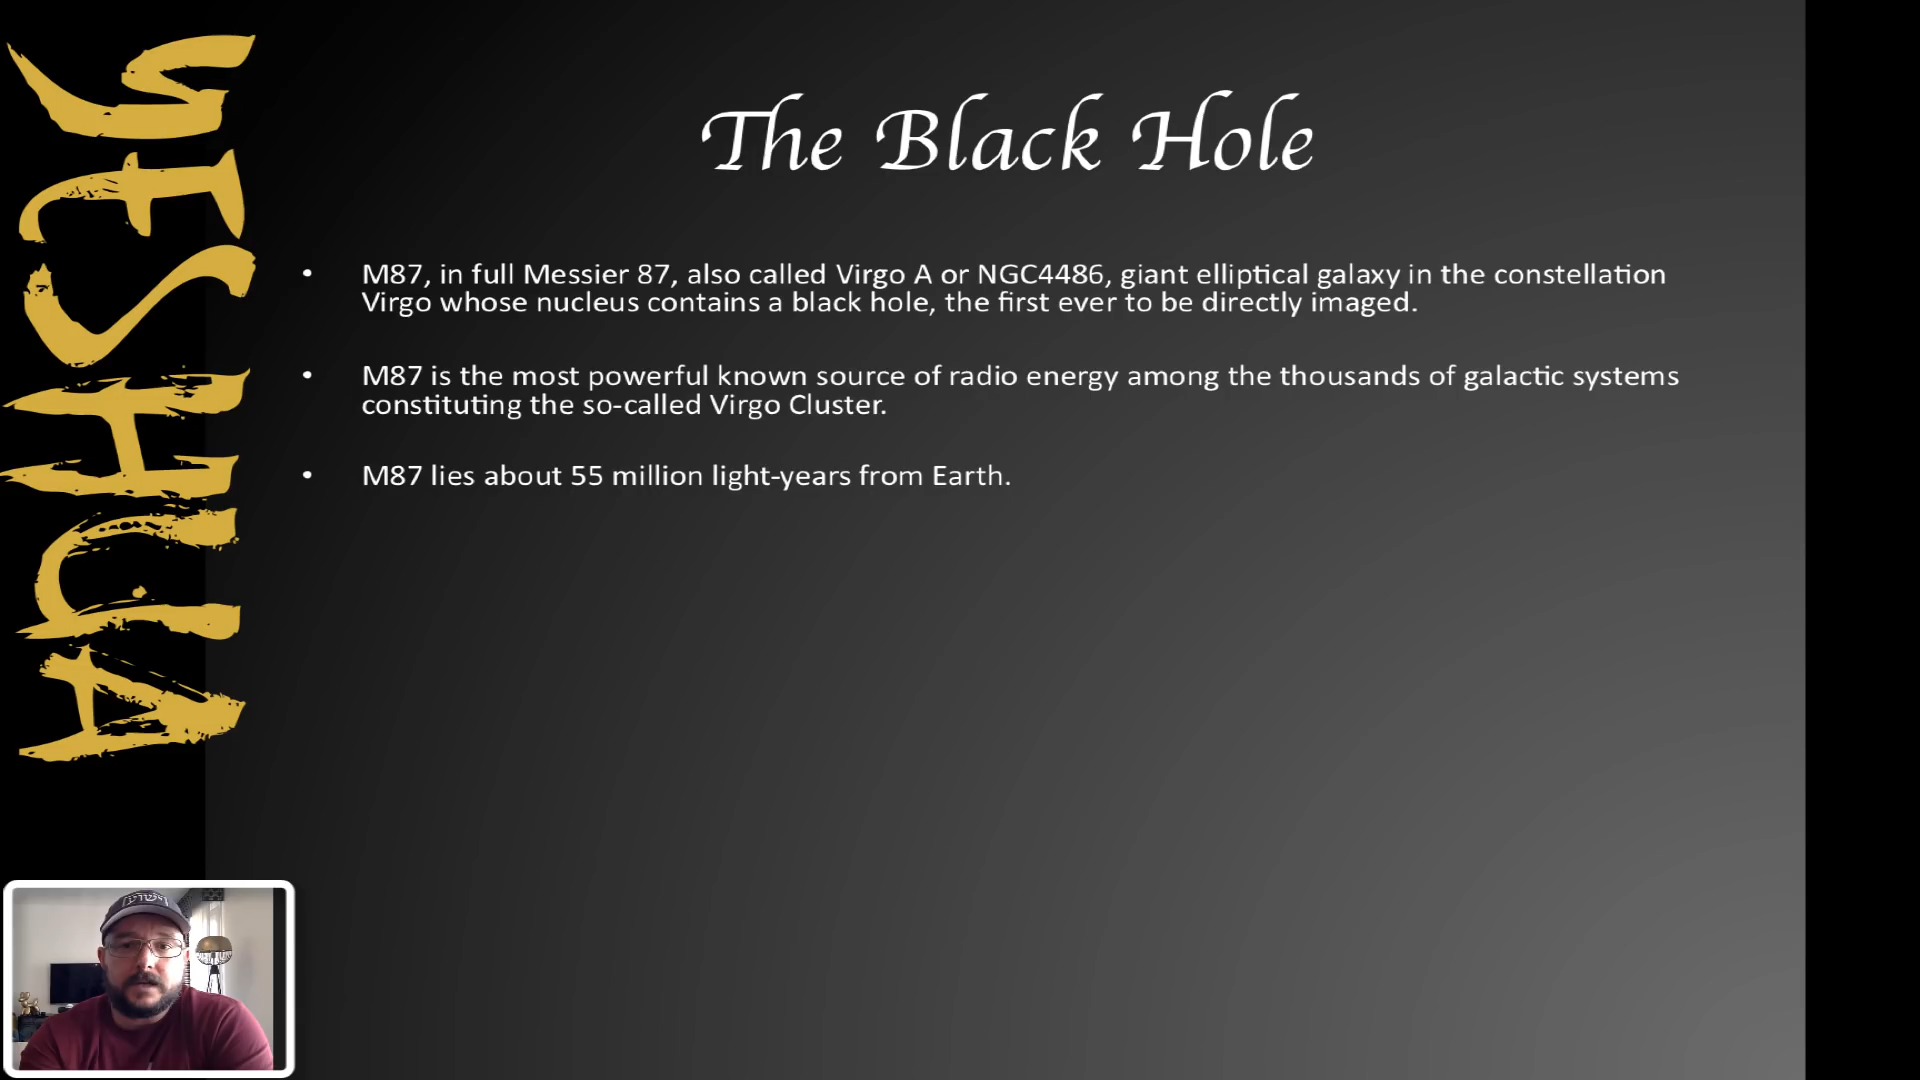 YESHUA
The Black Hole
• M87, in full Messier 87, also called Virgo A or NGC4486, giant elliptical galaxy in the constellation
Virgo whose nucleus contains a black hole, the first ever to be directly imaged.
• M87 is the most powerful known source of radio energy among the thousands of galactic systems
constituting the so-called Virgo Cluster.
• M87 lies about 55 million light-years from Earth.
ישוע